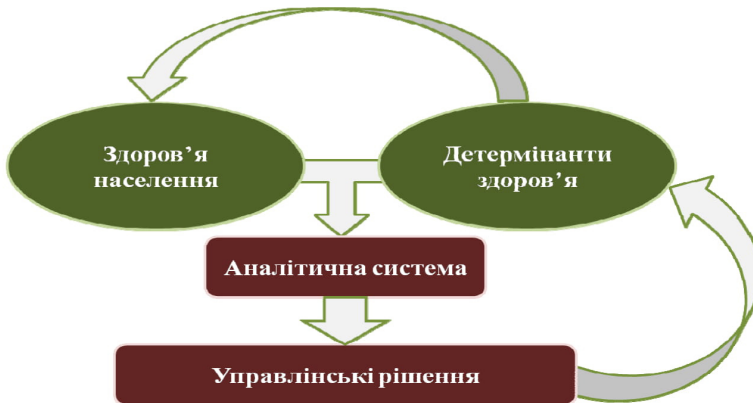 Здоров’я
населення
Детермінанти
здоров’я
Аналітична система
Управлінські рішення